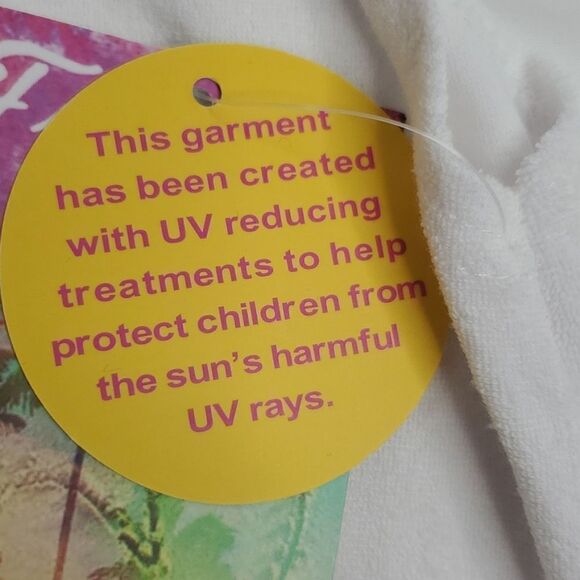 This garment
has been created
with UV reducing
treatments to help
protect children from
the sun's harmful
UV rays.